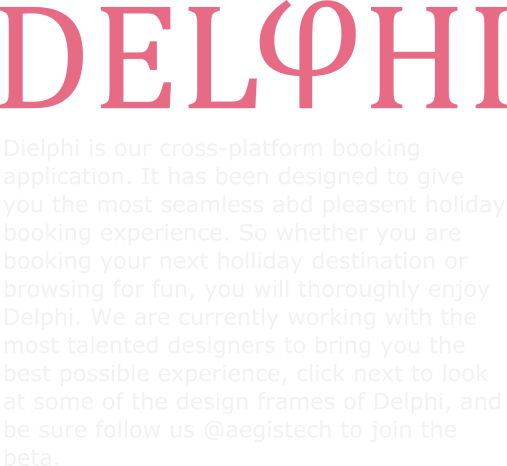 DELφHI
Dielphi is our cross-platform booking
application. It has been designed to give
you the most seamless abd pleasent holiday
booking experience. So whether you are
booking your next holliday destination or
browsing for fun, you will thoroughly enjoy
Delphi. We are currently working with the
most talented designers to bring you the
best possible experience, click next to look
at some of the design frames of Delphi, and
be sure follow us @aegistech to join the
beta.